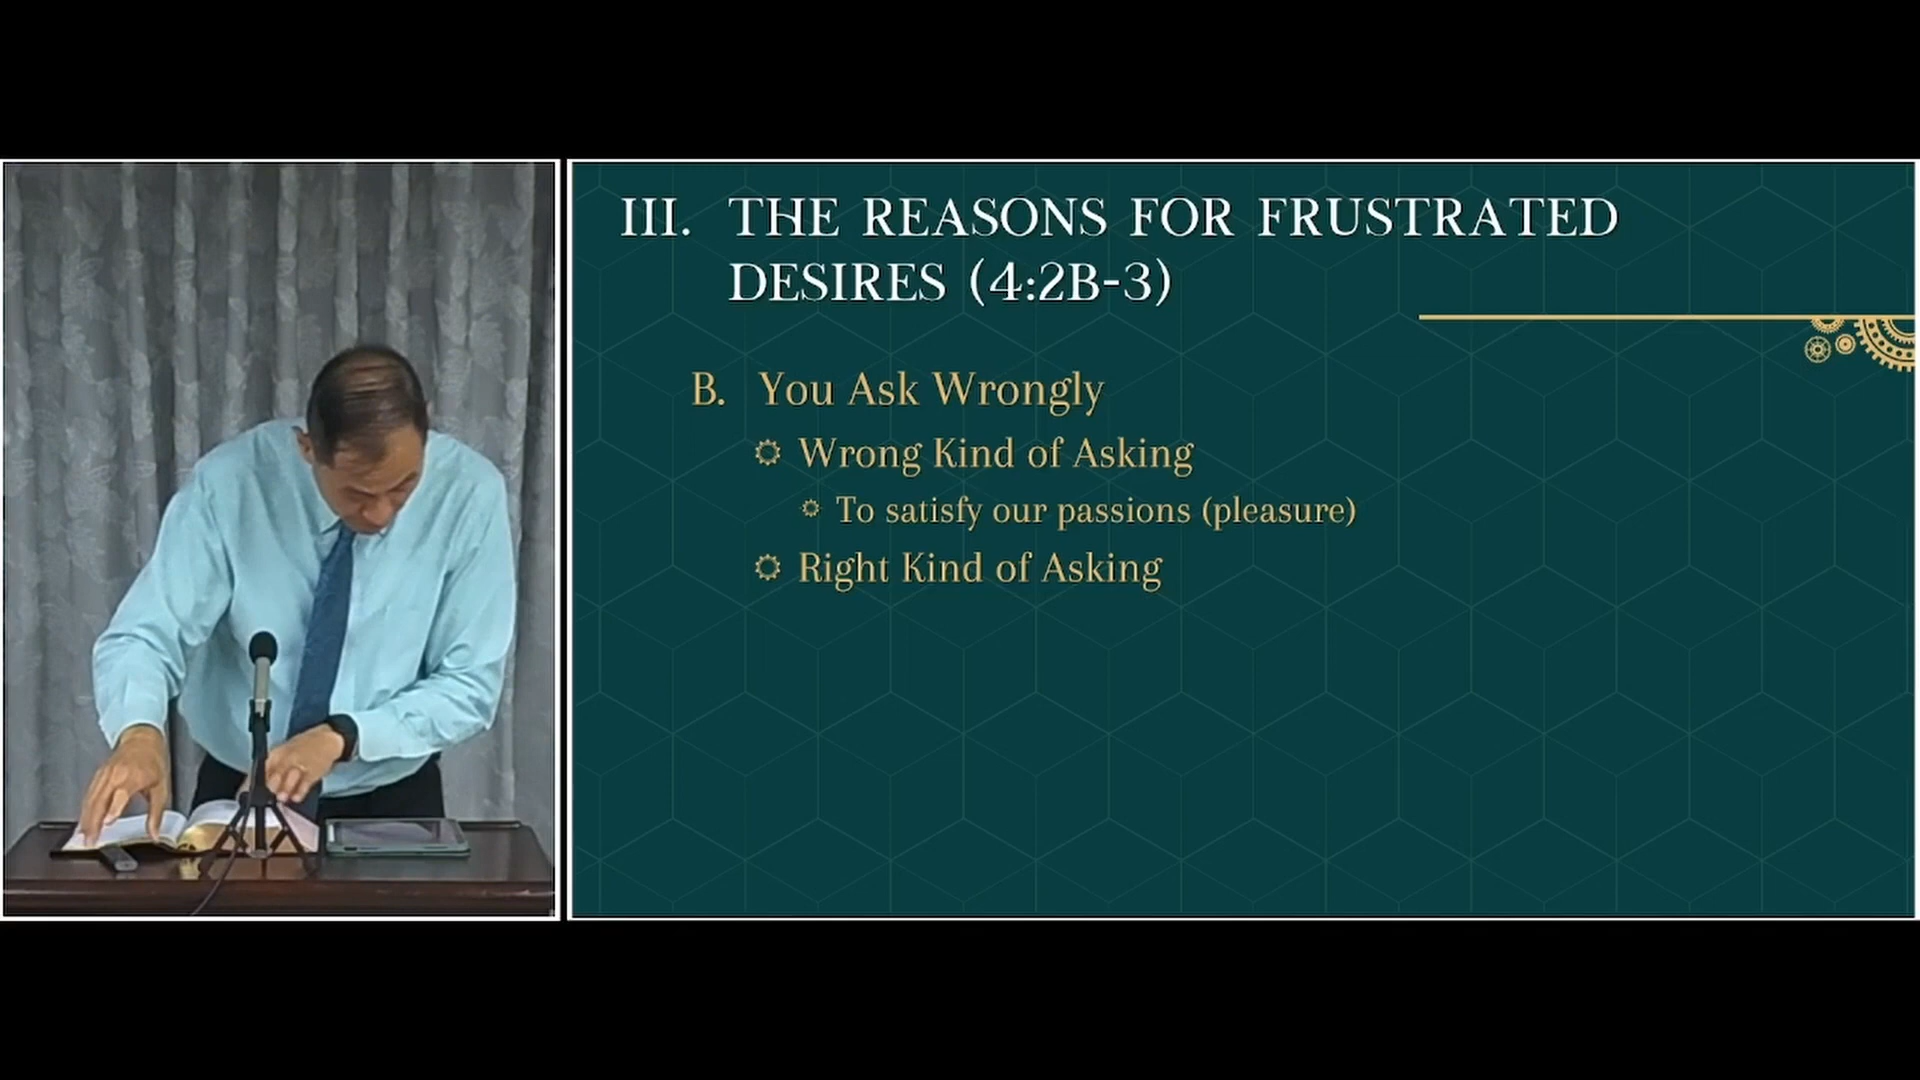 III. THE REASONS FOR FRUSTRATED
DESIRES (4:2B-3)
B. You Ask Wrongly
Wrong Kind of Asking
To satisfy our passions (pleasure)
Right Kind of Asking